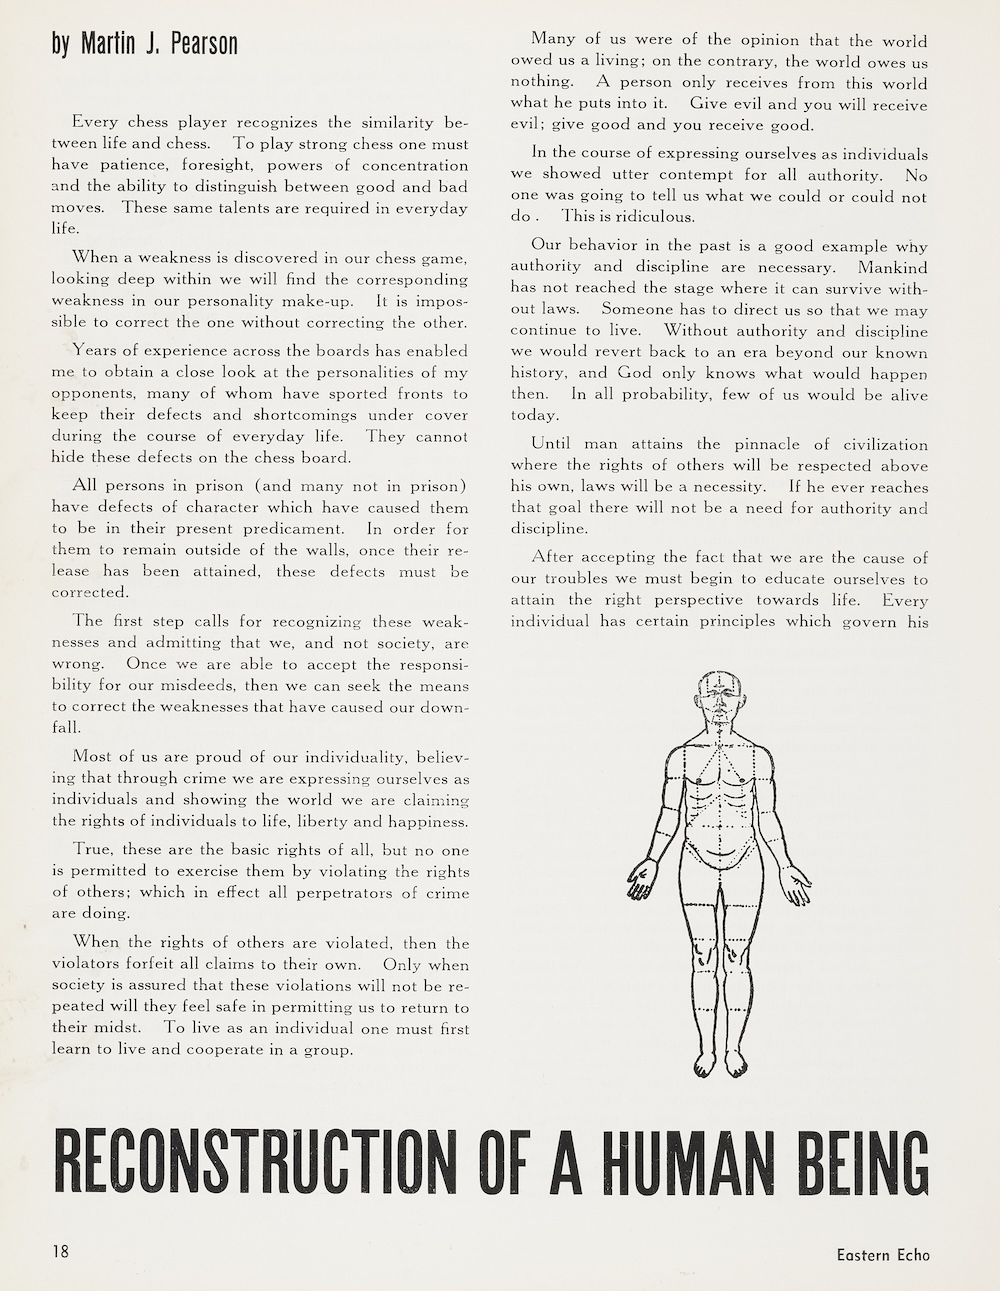 by Martin J. Pearson
Every chess player recognizes the similarity be-
tween life and chess. To play strong chess one must
have patience, foresight, powers of concentration
and the ability to distinguish between good and bad
moves. These same talents are required in everyday
life.
When a weakness is discovered in our chess game,
looking deep within we will find the corresponding
weakness in our personality make-up. It is impos-
sible to correct the one without correcting the other.
Years of experience across the boards has enabled
me to obtain a close look at the personalities of my
opponents, many of whom have sported fronts to
keep their defects and shortcomings under cover
during the course of everyday life. They cannot
hide these defects on the chess board.
All persons in prison (and many not in prison)
have defects of character which have caused them
to be in their present predicament. In order for
them to remain outside of the walls, once their re-
lease has been attained, these defects must be
corrected.
The first step calls for recognizing these weak-
nesses and admitting that we, and not society, are
wrong. Once we are able to accept the responsi-
bility for our misdeeds, then we can seek the means
to correct the weaknesses that have caused our down-
fall.
Most of us are proud of our individuality, believ-
ing that through crime we are expressing ourselves as
individuals and showing the world we are claiming
the rights of individuals to life, liberty and happiness.
True, these are the basic rights of all, but no one
is permitted to exercise them by violating the rights
of others; which in effect all perpetrators of crime
are doing.
When the rights of others are violated, then the
violators forfeit all claims to their own. Only when
society is assured that these violations will not be re-
peated will they feel safe in permitting us to return to
their midst. To live as an individual one must first
learn to live and cooperate in a group.
Many of us were of the opinion that the world
owed us a living; on the contrary, the world owes us
nothing. A person only receives from this world
what he puts into it. Give evil and you will receive
evil; give good and you receive good.
In the course of expressing ourselves as individuals
we showed utter contempt for all authority. No
one was going to tell us what we could or could not
do . This is ridiculous.
Our behavior in the past is a good example why
authority and discipline are necessary. Mankind
has not reached the stage where it can survive with-
out laws. Someone has to direct us so that we may
continue to live. Without authority and discipline
we would revert back to an era beyond our known
history, and God only knows what would happen
then. In all probability, few of us would be alive
today.
Until man attains the pinnacle of civilization
where the rights of others will be respected above
his own, laws will be a necessity. If he ever reaches
that goal there will not be a need for authority and
discipline.
After accepting the fact that we are the cause of
our troubles we must begin to educate ourselves to
attain the right perspective towards life. Every
individual has certain principles which govern his
RECONSTRUCTION OF A HUMAN BEING
18
Eastern Echo